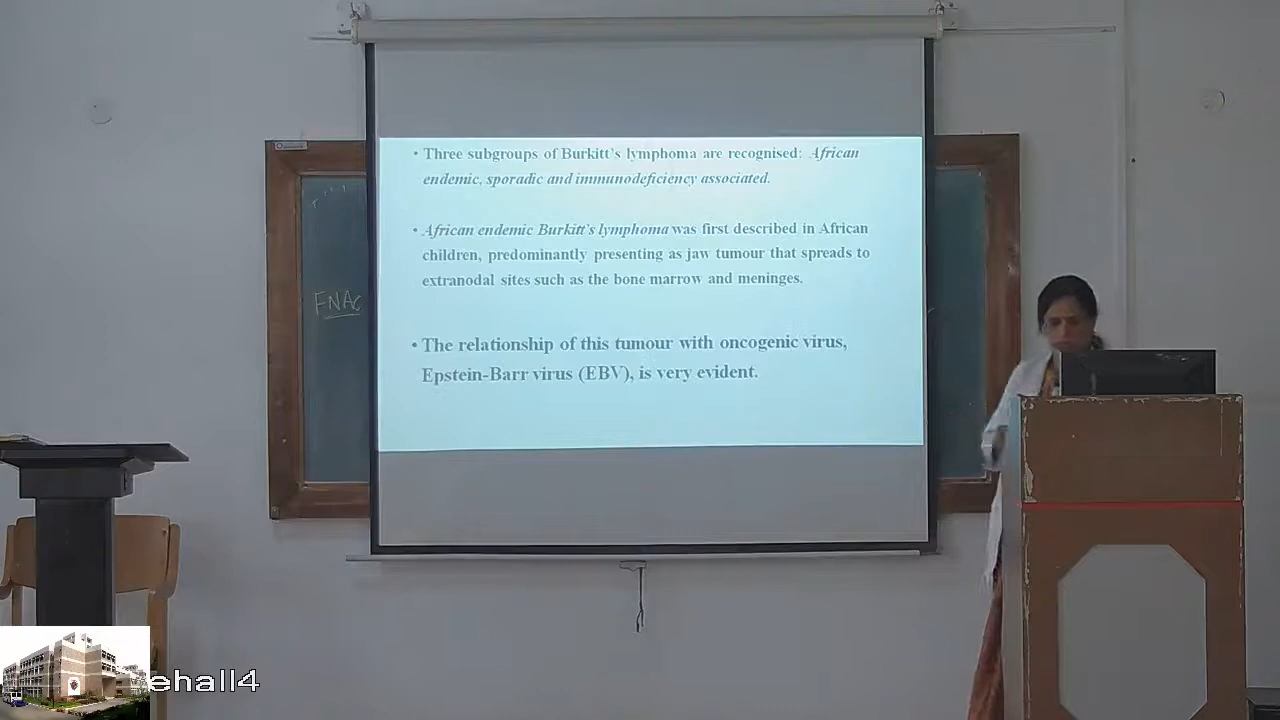 • Three subgroups of Burkitt's lymphoma are recognised: African
endemic, sporadic and immunodeficiency associated.
• African endemic Burkitt's lymphoma was first described in African
children, predominantly presenting as jaw tumour that spreads to
extranodal sites such as the bone marrow and meninges.
• The relationship of this tumour with oncogenic virus,
Epstein-Barr virus (EBV), is very evident.
FNAC
ehall4